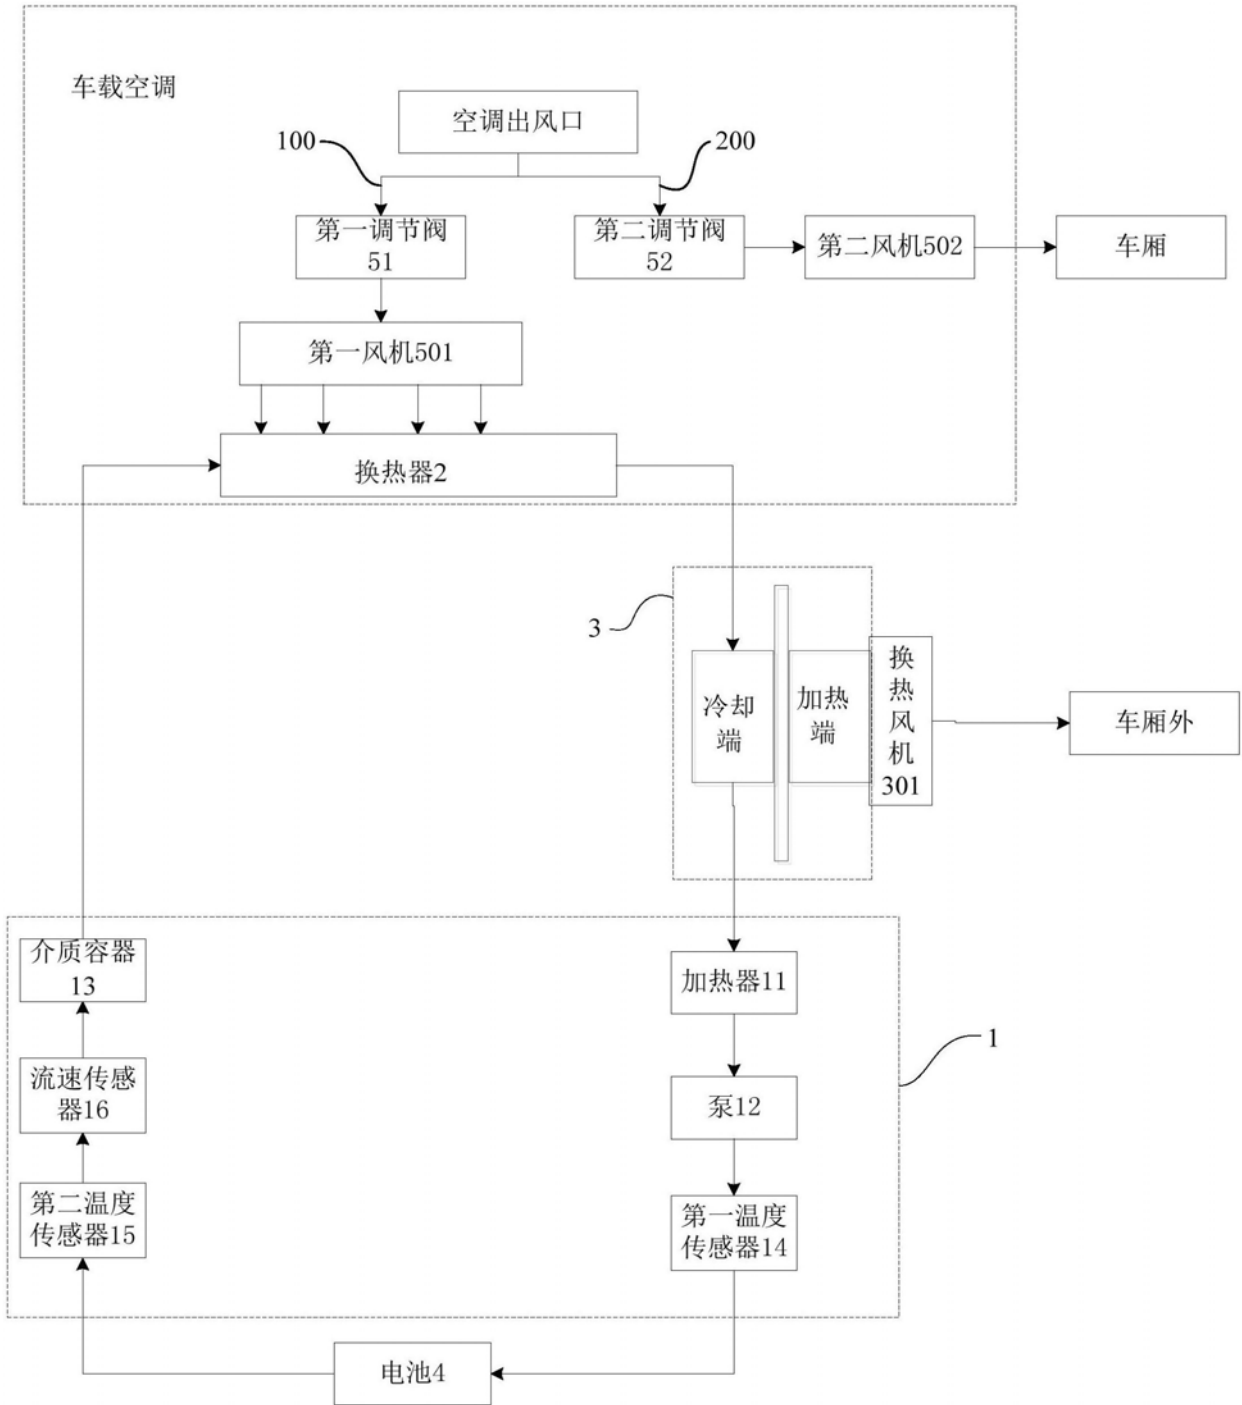 车载空调
空调出风口
100
200
第一调节阀
51
第二调节阀
52
第二风机502
车厢
第一风机501
换热器2
3
冷却
端
加热
端
换
热
风
机
301
车厢外
介质容器
13
加热器11
1
流速传感
器16
泵12
第二温度
传感器15
第一温度
传感器14
电池4